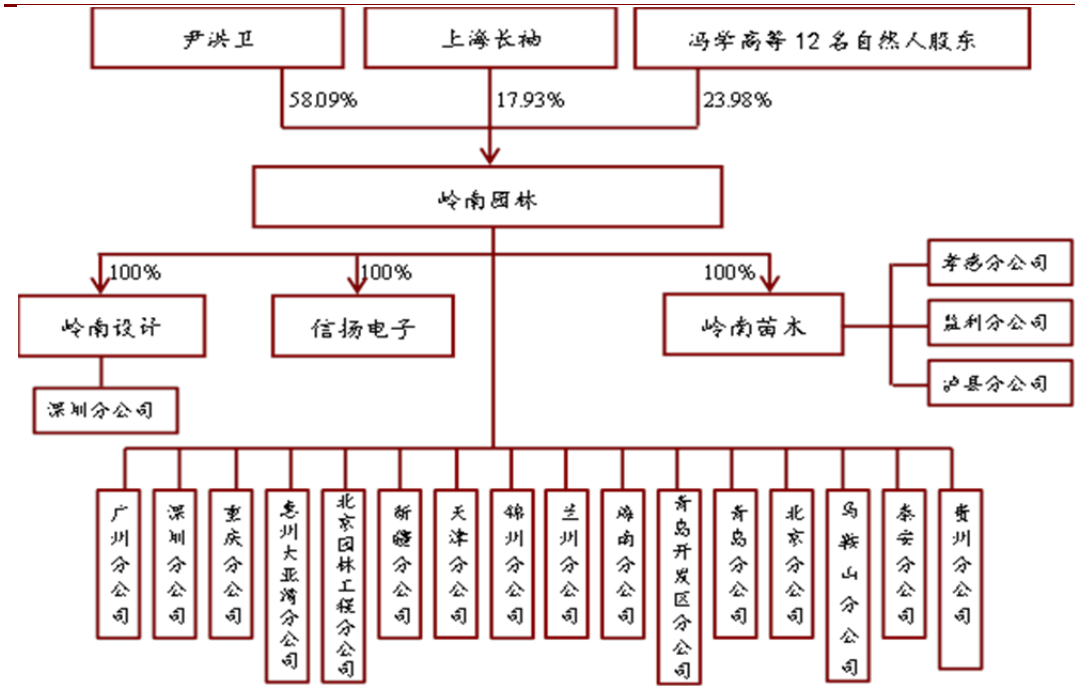 尹洪卫
上海长袖
冯学高等12名自然人股东
58.09%
17.93%
23.98%
岭南园林
100%
100%
100%
岭南设计
信扬电子
岭南苗木
孝感分公司
监利分公司
泸县分公司
深圳分公司
广州分公司
深圳分公司
重庆分公司
惠州大亚湾分公司
北京园林工程分公司
新疆分公司
天津分公司
锦州分公司
兰州分公司
海南分公司
青岛开发区分公司
青岛分公司
北京分公司
马鞍山分公司
泰安分公司
贵州分公司